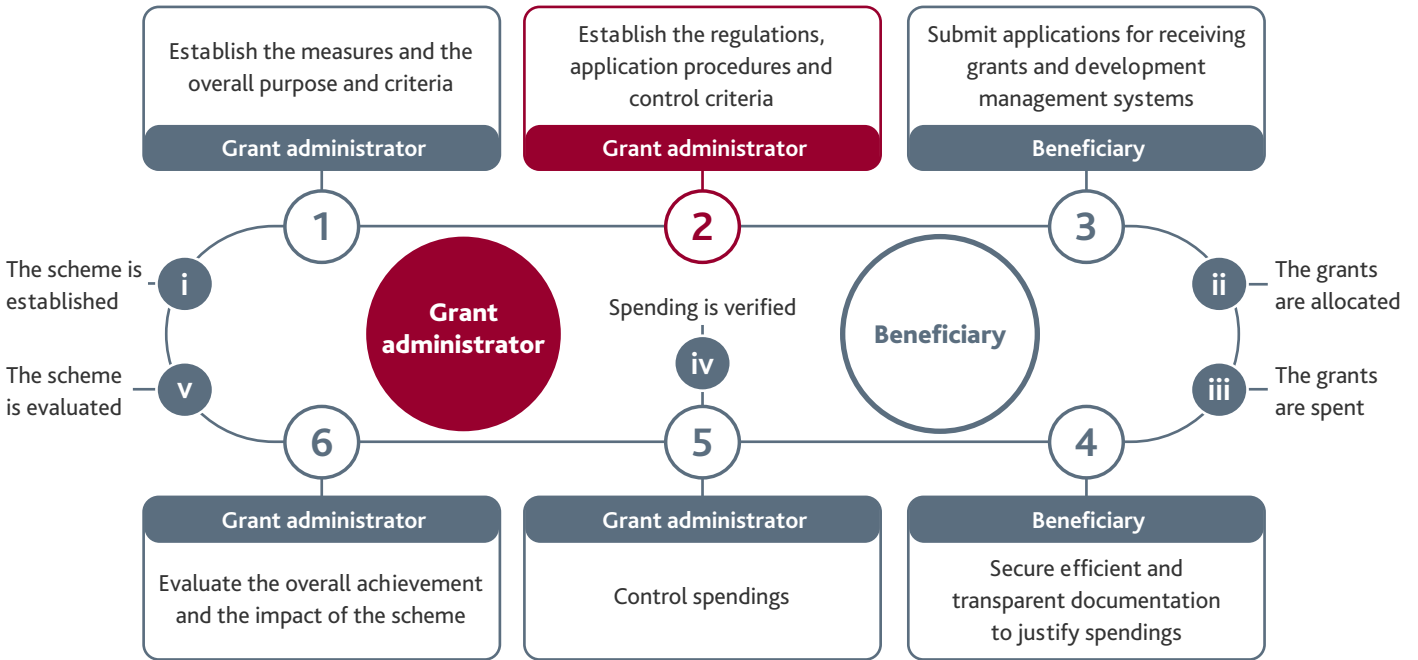 Establish the measures and the
overall purpose and criteria
Grant administrator
Establish the regulations,
application procedures and
control criteria
Grant administrator
Submit applications for receiving
grants and development
management systems
Beneficiary
1
2
3
The scheme is
established
i
Grant
administrator
Spending is verified
iv
Beneficiary
ii
The grants
are allocated
The scheme
is evaluated
v
iii
The grants
are spent
6
5
4
Grant administrator
Evaluate the overall achievement
and the impact of the scheme
Grant administrator
Control spendings
Beneficiary
Secure efficient and
transparent documentation
to justify spendings